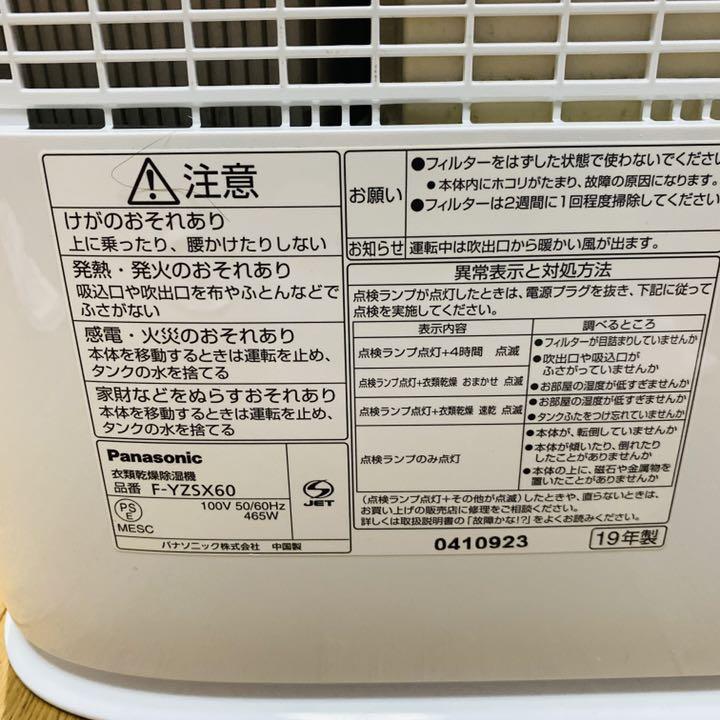 注意
けがのおそれあり
上に乗ったり、腰かけたりしない
発熱・発火のおそれあり
吸込口や吹出口を布やふとんなどで
ふさがない
感電・火災のおそれあり
本体を移動するときは運転を止め、
タンクの水を捨てる
家財などをぬらすおそれあり
本体を移動するときは運転を止め、
タンクの水を捨てる
Panasonic
衣類乾燥除湿機
品番 F-YZSX60
100V 50/60Hz
465W
PS
E
MESC
JET
パナソニック株式会社 中国製
お願い
●フィルターをはずした状態で使わないでくださ
●本体内にホコリがたまり、故障の原因になります。
●フィルターは2週間に1回程度掃除してください
お知らせ 運転中は吹出口から暖かい風が出ます。
異常表示と対処方法
点検ランプが点灯したときは、電源プラグを抜き、下記に従って
点検を実施してください。
表示内容 調べるところ
点検ランプ点灯+4時間 点滅
●フィルターが目詰まりしていませんか
●吹出口や吸込口が
ふさがっていませんか
点検ランプ点灯+衣類乾燥 おまかせ 点滅
●お部屋の温度が低すぎませんか
点検ランプ点灯+衣類乾燥 速乾 点滅
●お部屋の湿度が低すぎませんか
●タンクふたをつけ忘れていませんか
点検ランプのみ点灯
●本体が、転倒していませんか
●本体が傾いたり、倒れたり
したことがありませんか
●本体の上に、磁石や金属物を
置いたことがありませんか
(点検ランプ点灯+その他が点滅)したときや、直らないときは、
お買い上げの販売店に修理をご相談ください。
詳しくは取扱説明書の「故障かな!?」をよくお読みください。
0410923 19年製